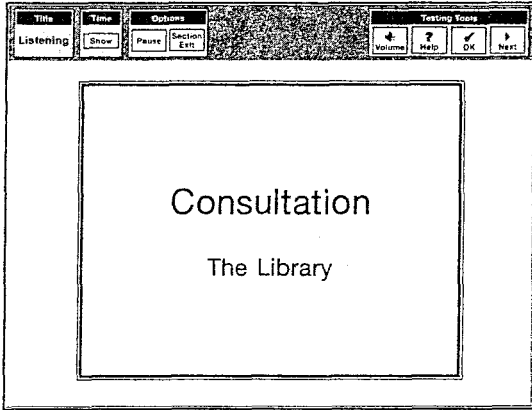 Title
Time
Options
Testing Tools
Listening
Show
Pause
Section
Exit
Volume
?
Help
OK
Next
Consultation
The Library